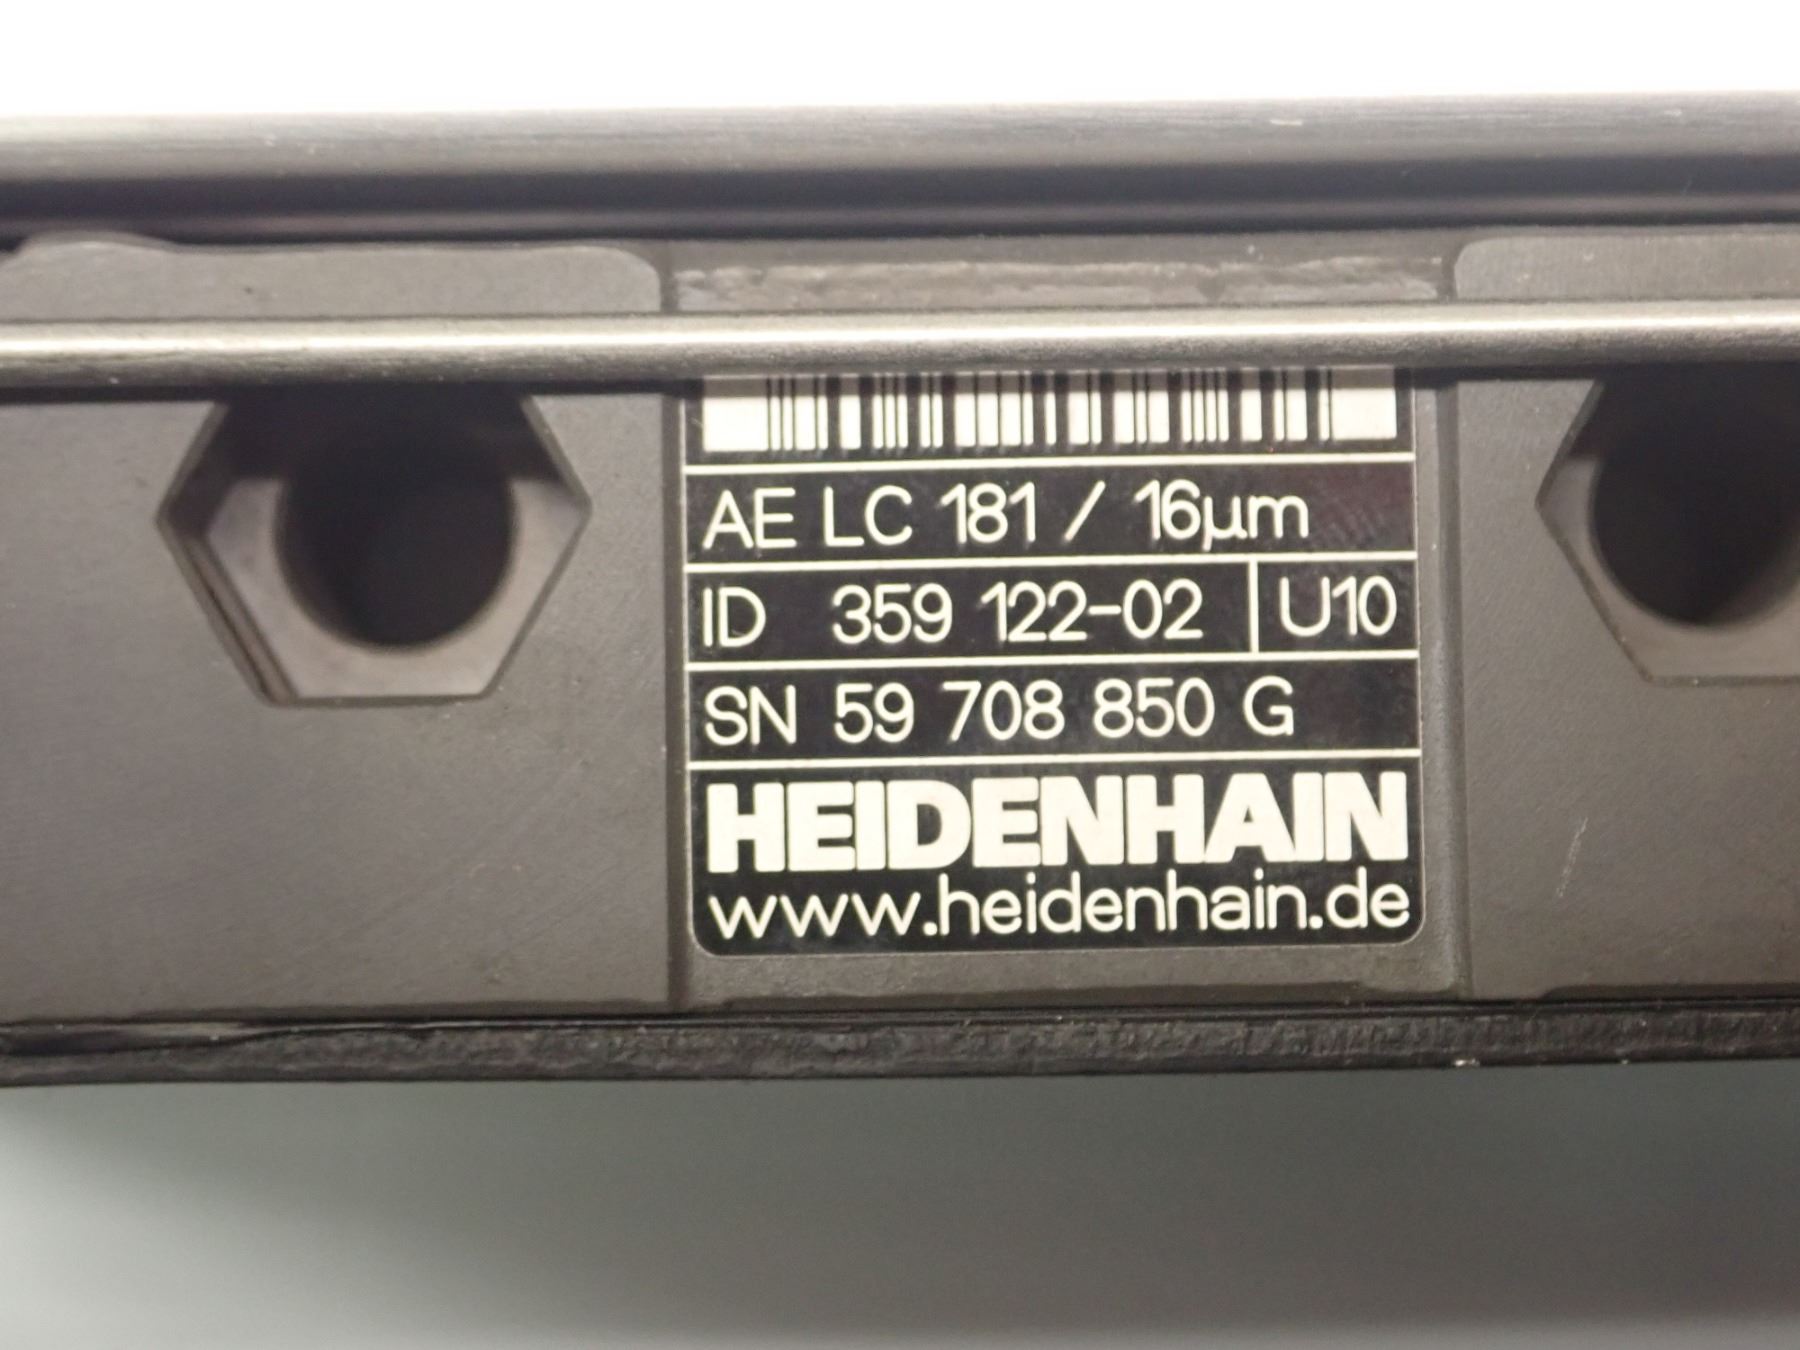 AE LC 181 / 16µm
ID 359 122-02 U10
SN 59 708 850 G
HEIDENHAIN
www.heidenhain.de